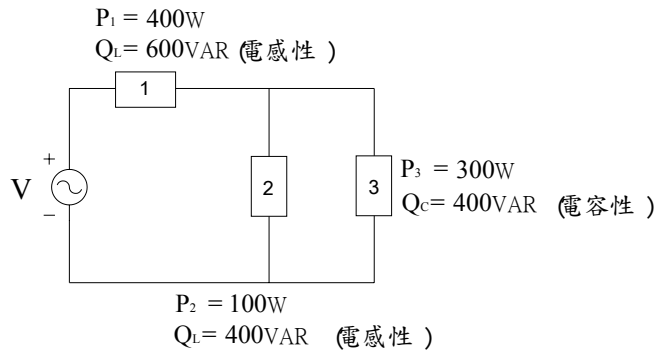 P₁ = 400W
Q_L= 600VAR (電感性 )
1
+
V
−
2
3
P₃ = 300W
Q_C= 400VAR (電容性 )
P₂ = 100W
Q_L= 400VAR (電感性 )